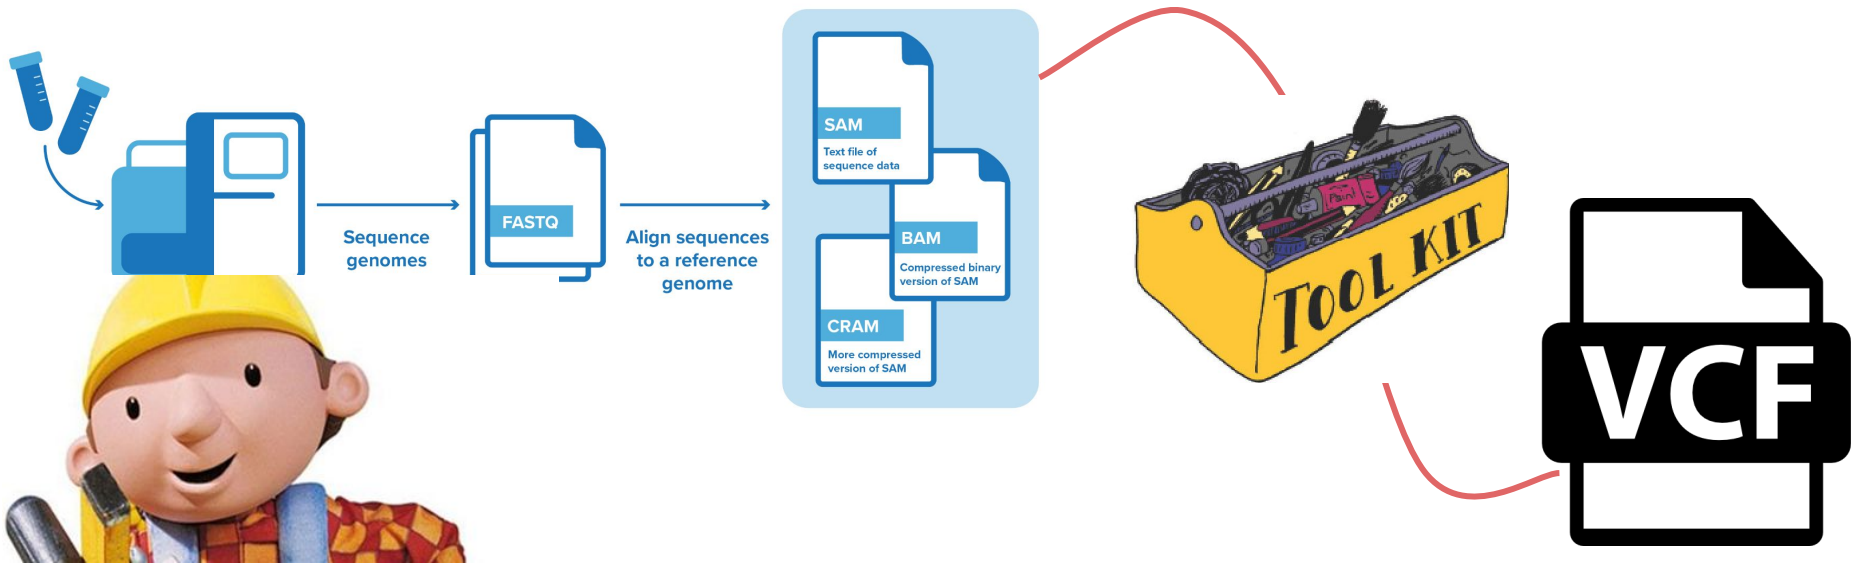 Sequence
genomes
FASTQ
Align sequences
to a reference
genome
SAM
Text file of
sequence data
BAM
Compressed binary
version of SAM
CRAM
More compressed
version of SAM
Paint
TOOL KIT
VCF